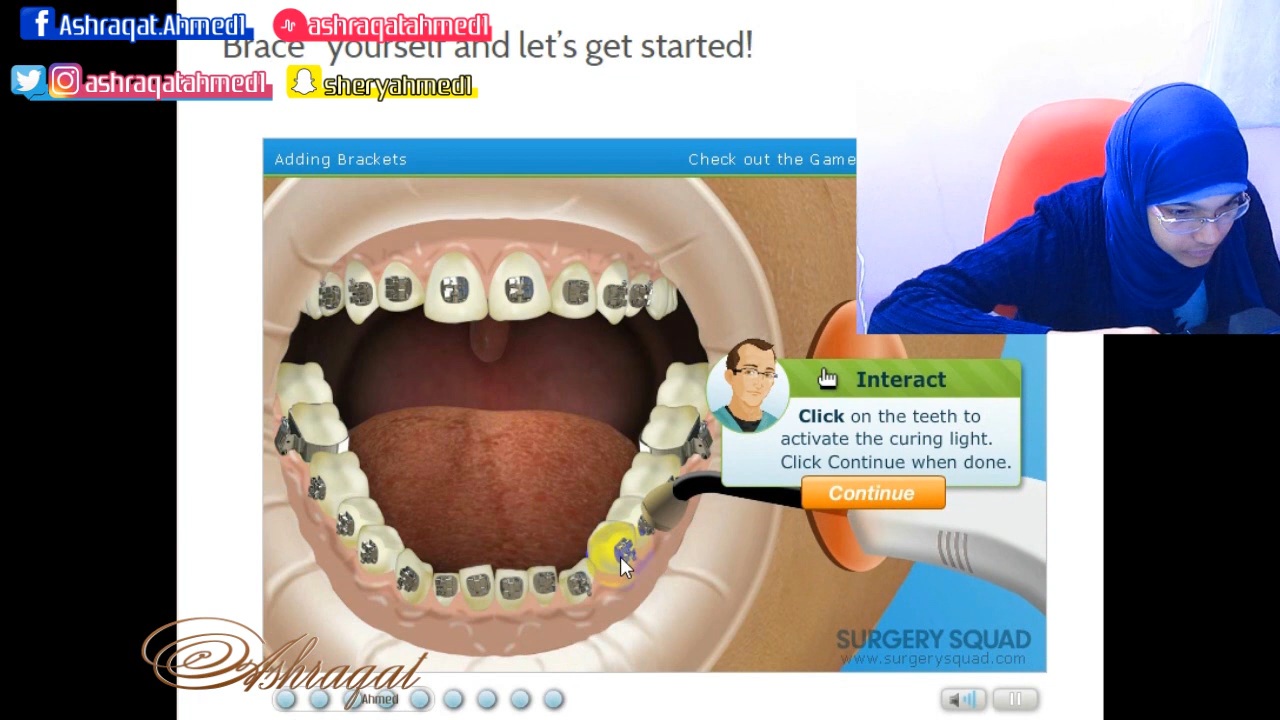 Ashraqat.Ahmed1
ashraqatahmed1
Brace yourself and let's get started!
ashraqatahmed1
sheryahmed1
Adding Brackets
Check out the Game
Interact
Click on the teeth to
activate the curing light.
Click Continue when done.
Continue
SURGERY SQUAD
www.surgerysquad.com
Ashraqat
Ahmed